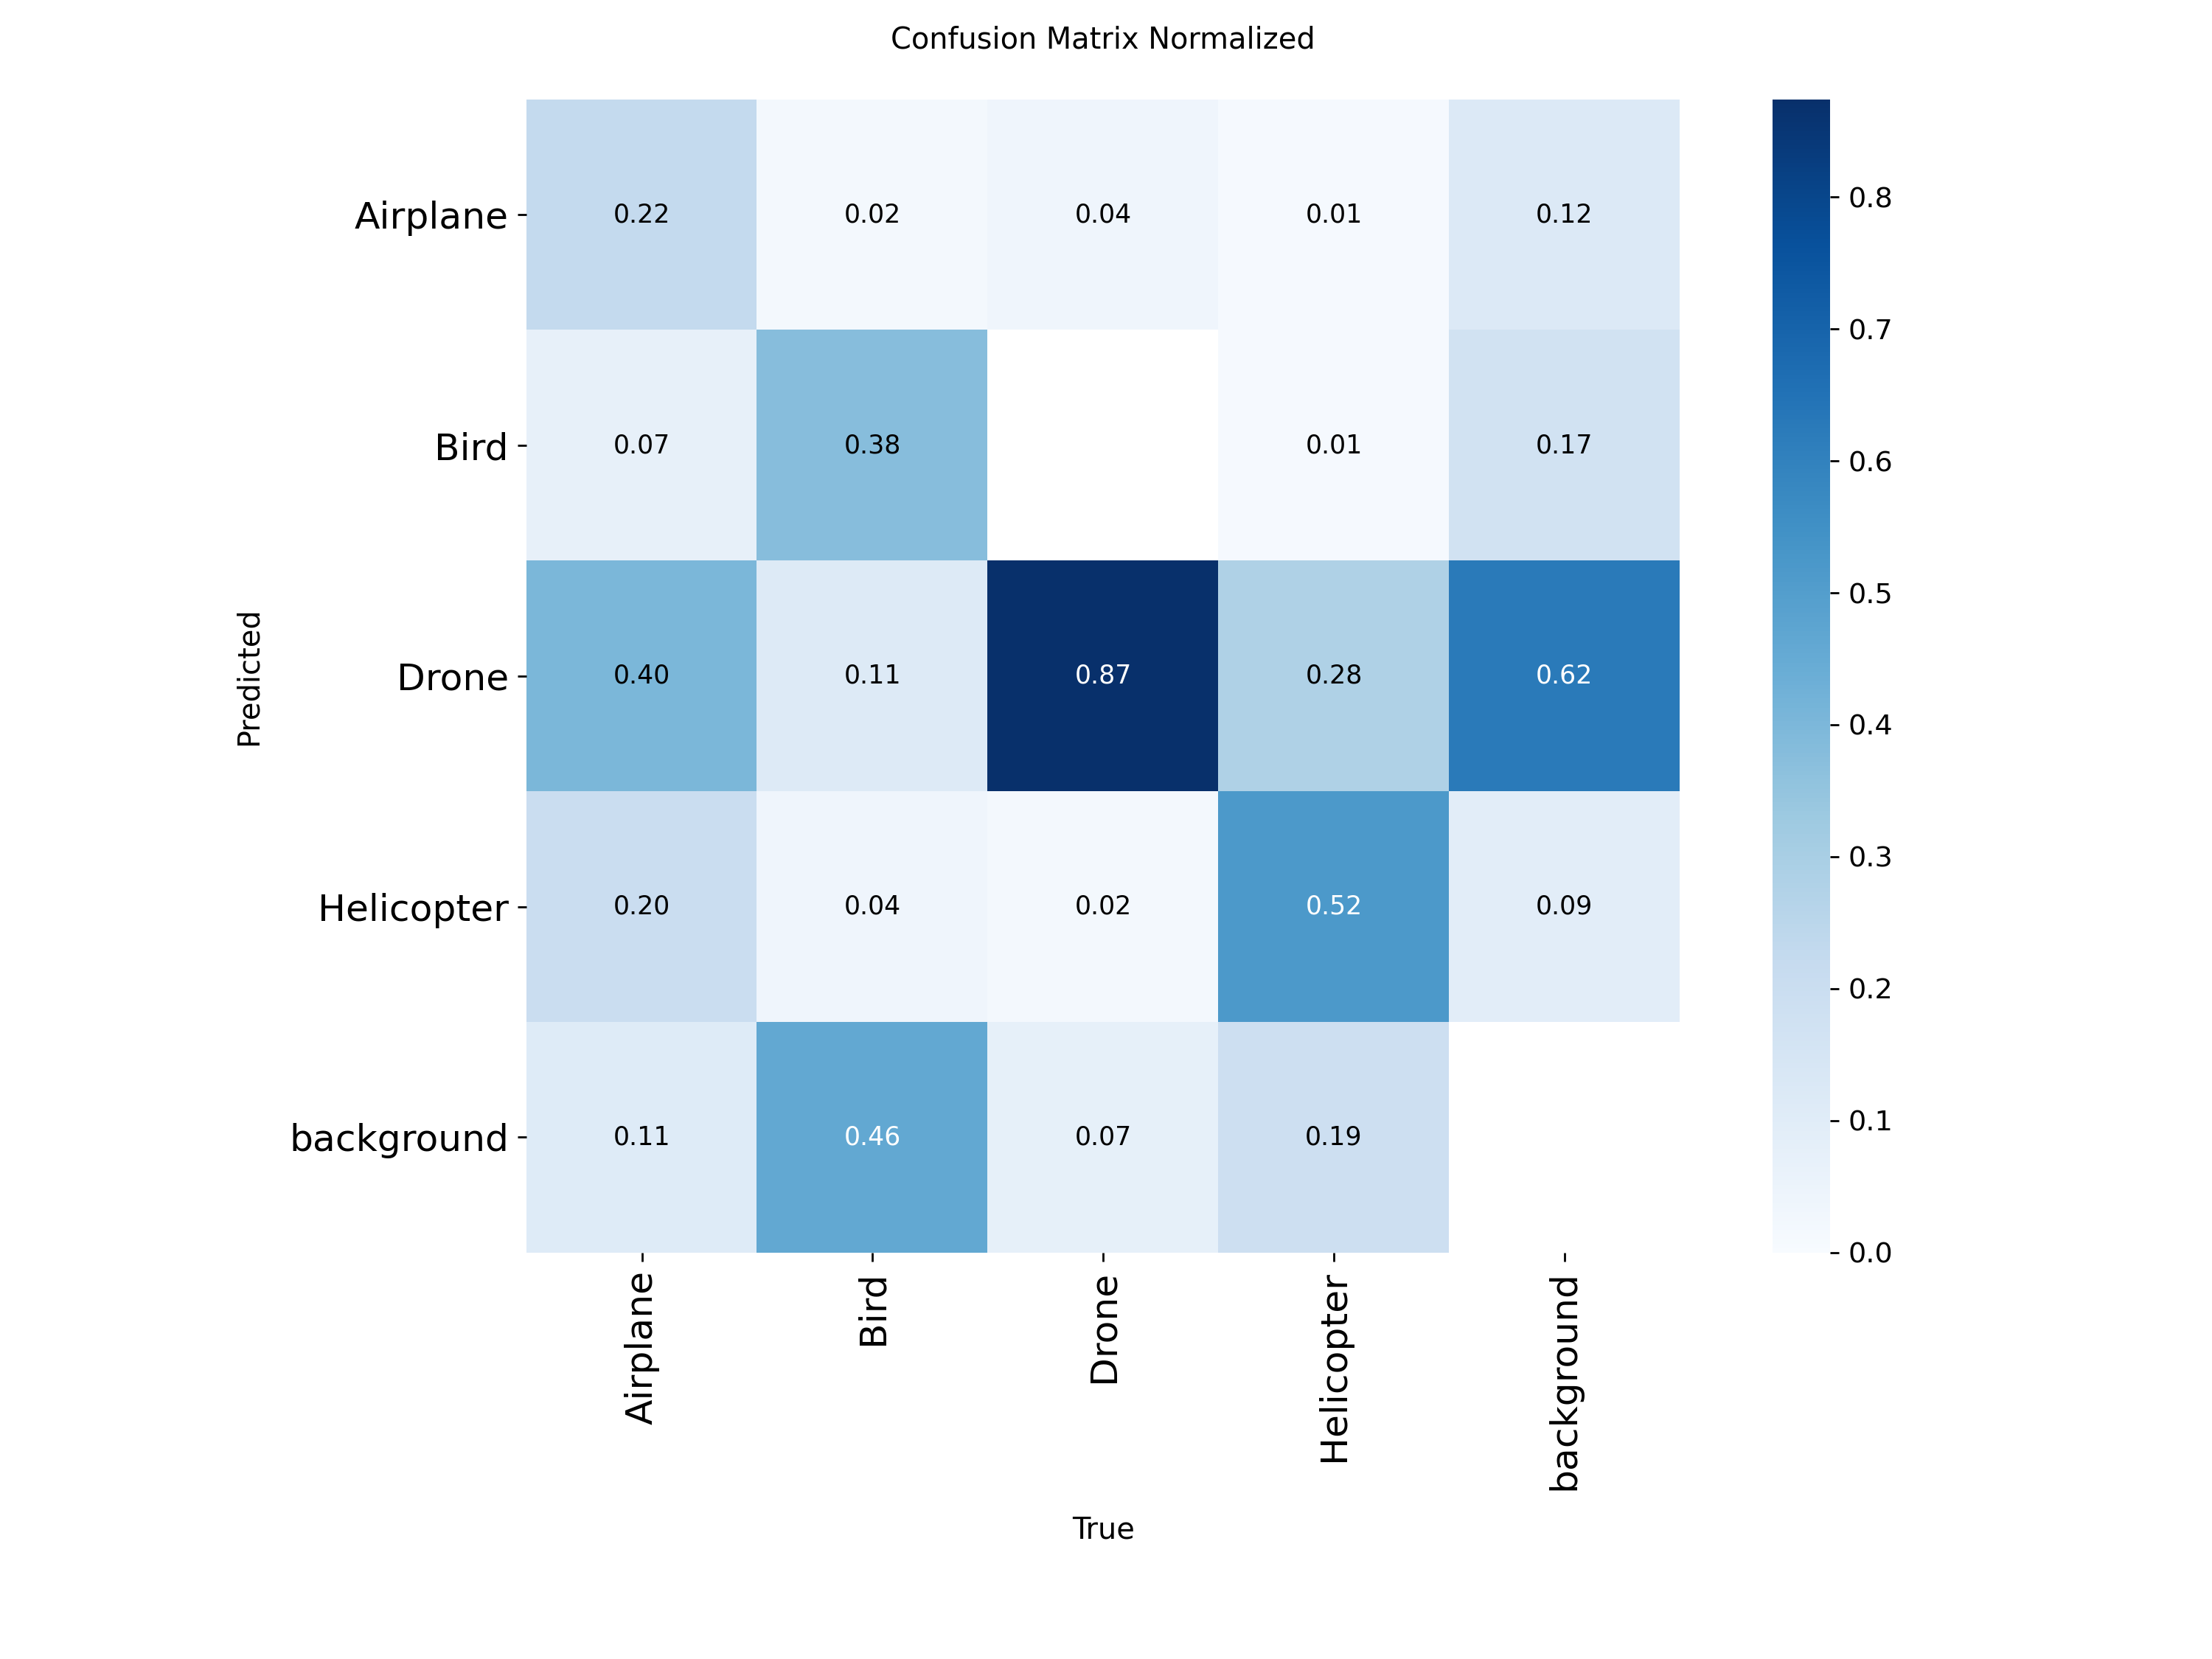 Confusion Matrix Normalized
Airplane 0.22 0.02 0.04 0.01 0.12
Bird 0.07 0.38 0.01 0.17
Drone 0.40 0.11 0.87 0.28 0.62
Helicopter 0.20 0.04 0.02 0.52 0.09
background 0.11 0.46 0.07 0.19
Predicted
Airplane Bird Drone Helicopter background
True
0.8
0.7
0.6
0.5
0.4
0.3
0.2
0.1
0.0